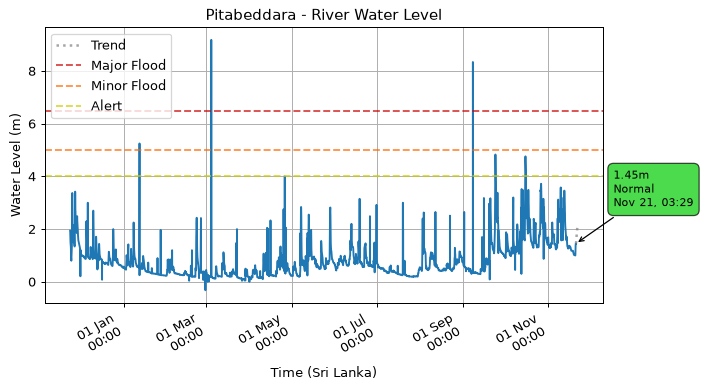 Pitabeddara - River Water Level
Trend
Major Flood
Minor Flood
Alert
Water Level (m)
8
6
4
2
0
1.45m
Normal
Nov 21, 03:29
01 Jan
00:00
01 Mar
00:00
01 May
00:00
01 Jul
00:00
01 Sep
00:00
01 Nov
00:00
Time (Sri Lanka)